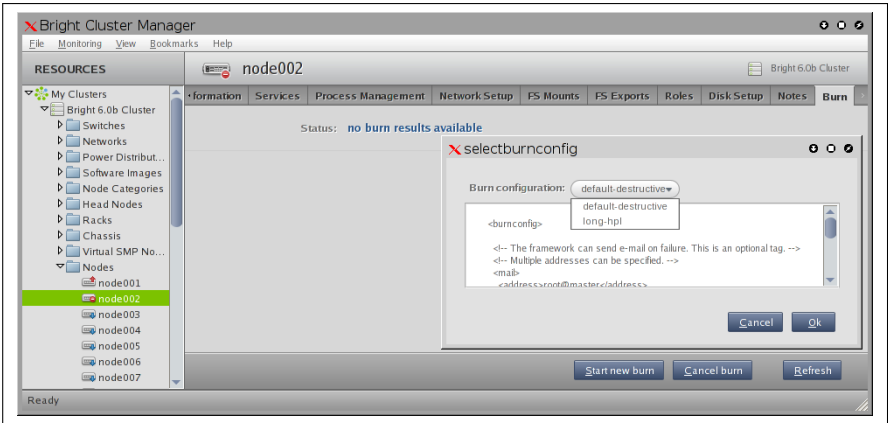 Bright Cluster Manager
File Monitoring View Bookmarks Help
RESOURCES
node002
Bright 6.0b Cluster
My Clusters
Bright 6.0b Cluster
Switches
Networks
Power Distribut...
Software Images
Node Categories
Head Nodes
Racks
Chassis
Virtual SMP No...
Nodes
node001
node002
node003
node004
node005
node006
node007
formation Services Process Management Network Setup FS Mounts FS Exports Roles Disk Setup Notes Burn
Status: no burn results available
selectburnconfig
Burn configuration: default-destructive
default-destructive
long-hpl
<burnconfig>
<!-- The framework can send e-mail on failure. This is an optional tag. -->
<!-- Multiple addresses can be specified. -->
<mail>
<address>root@master</address>
Cancel Ok
Start new burn Cancel burn Refresh
Ready